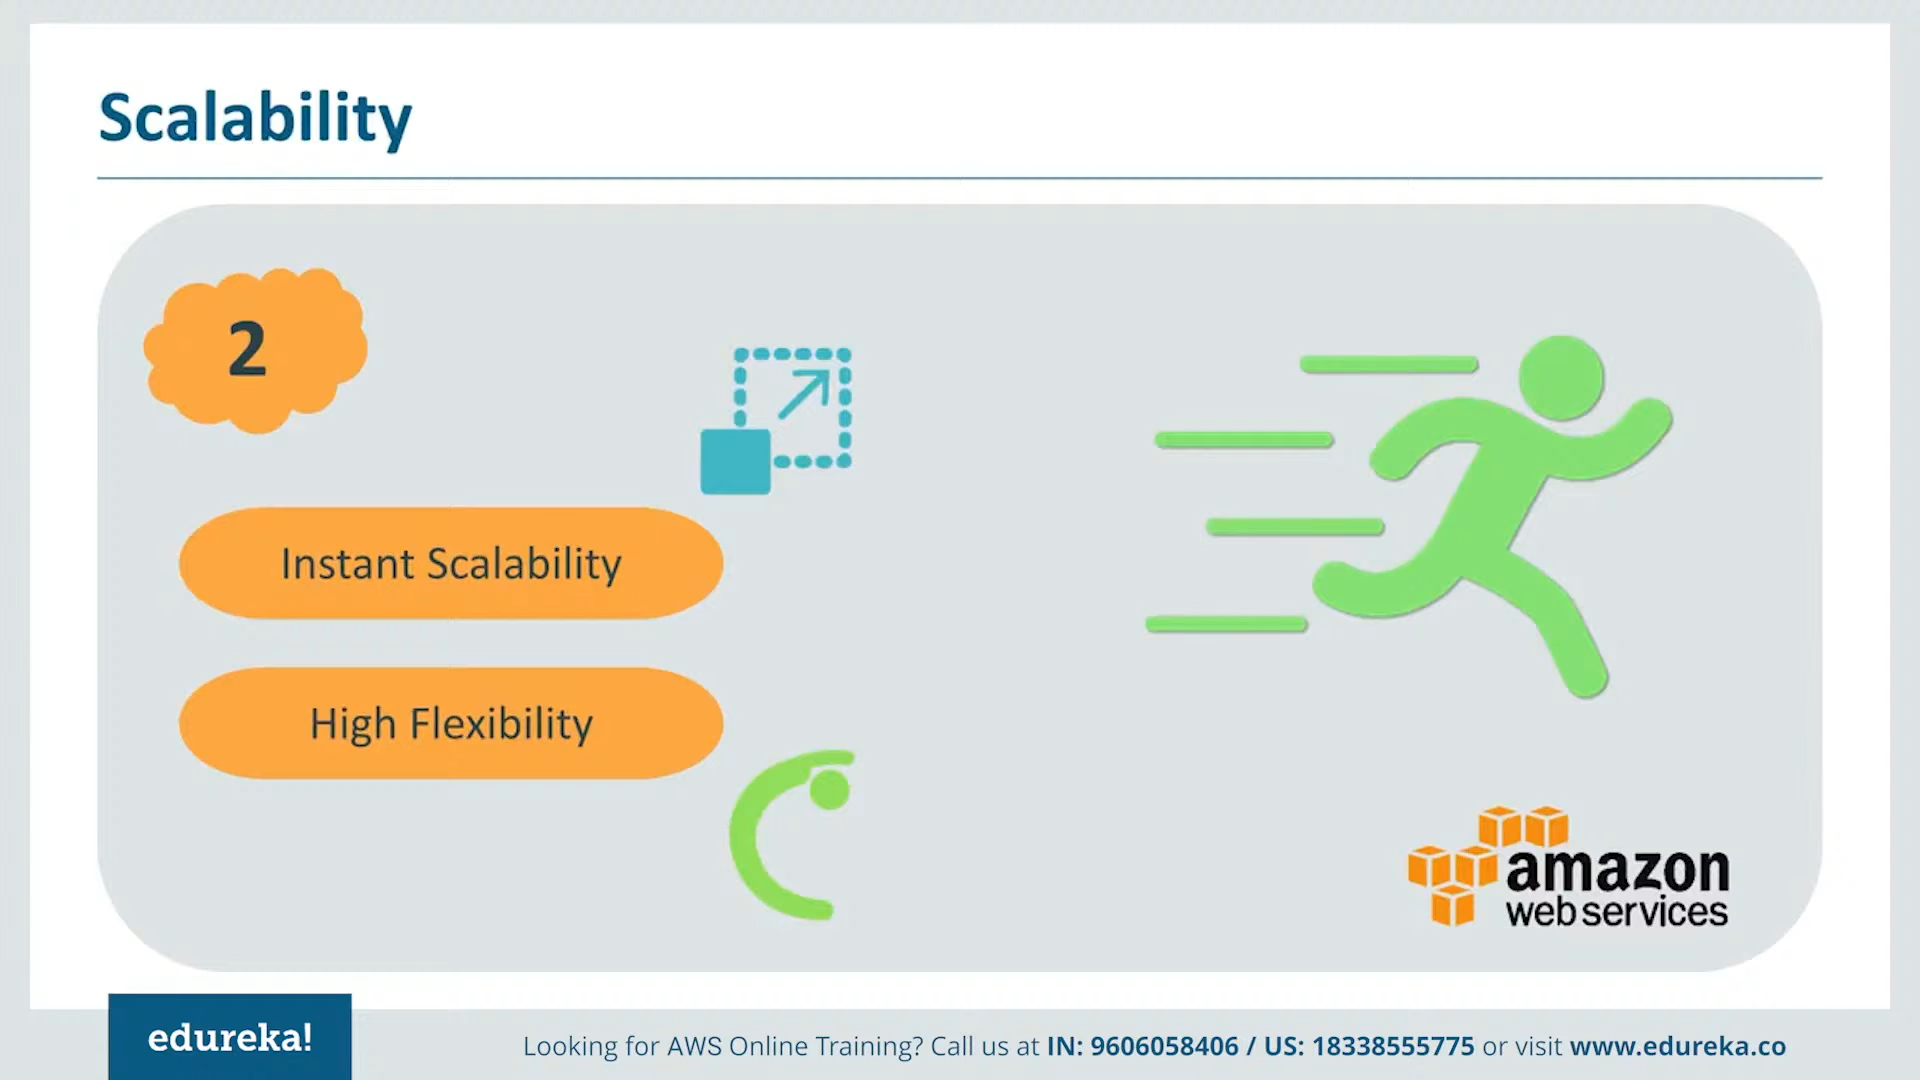 Scalability
2
Instant Scalability
High Flexibility
amazon
web services
edureka!
Looking for AWS Online Training? Call us at IN: 9606058406 / US: 18338555775 or visit www.edureka.co